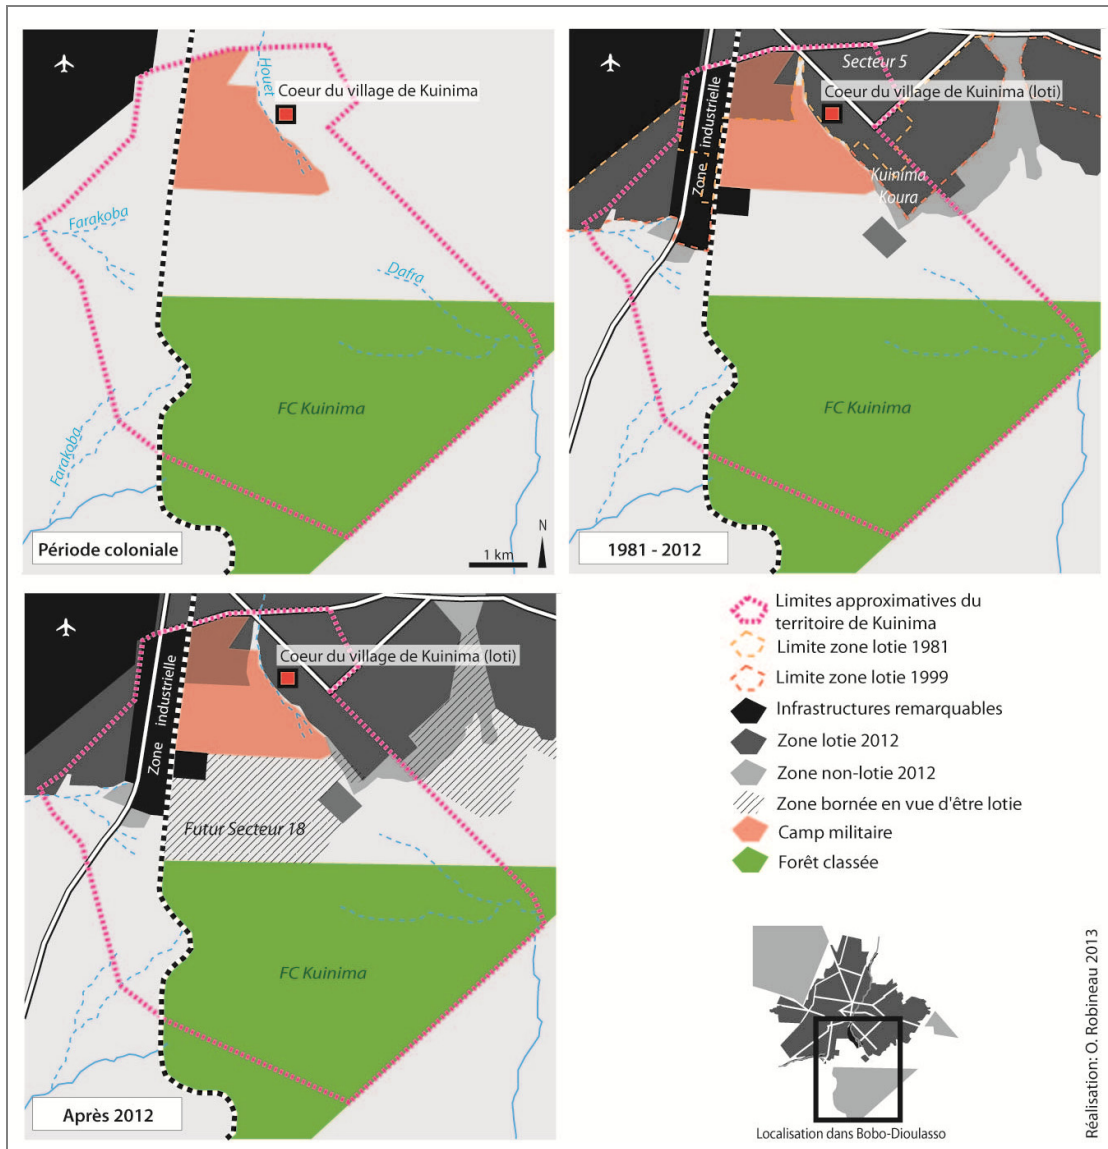 Houet
Coeur du village de Kuinima
Farakoba
Dafra
FC Kuinima
Farakoba
Période coloniale
1 km
N
Secteur 5
Coeur du village de Kuinima (loti)
Zone industrielle
Kuinima
Koura
FC Kuinima
1981 - 2012
Coeur du village de Kuinima (loti)
Zone industrielle
Futur Secteur 18
FC Kuinima
Après 2012
Limites approximatives du
territoire de Kuinima
Limite zone lotie 1981
Limite zone lotie 1999
Infrastructures remarquables
Zone lotie 2012
Zone non-lotie 2012
Zone bornée en vue d'être lotie
Camp militaire
Forêt classée
Localisation dans Bobo-Dioulasso
Réalisation: O. Robineau 2013